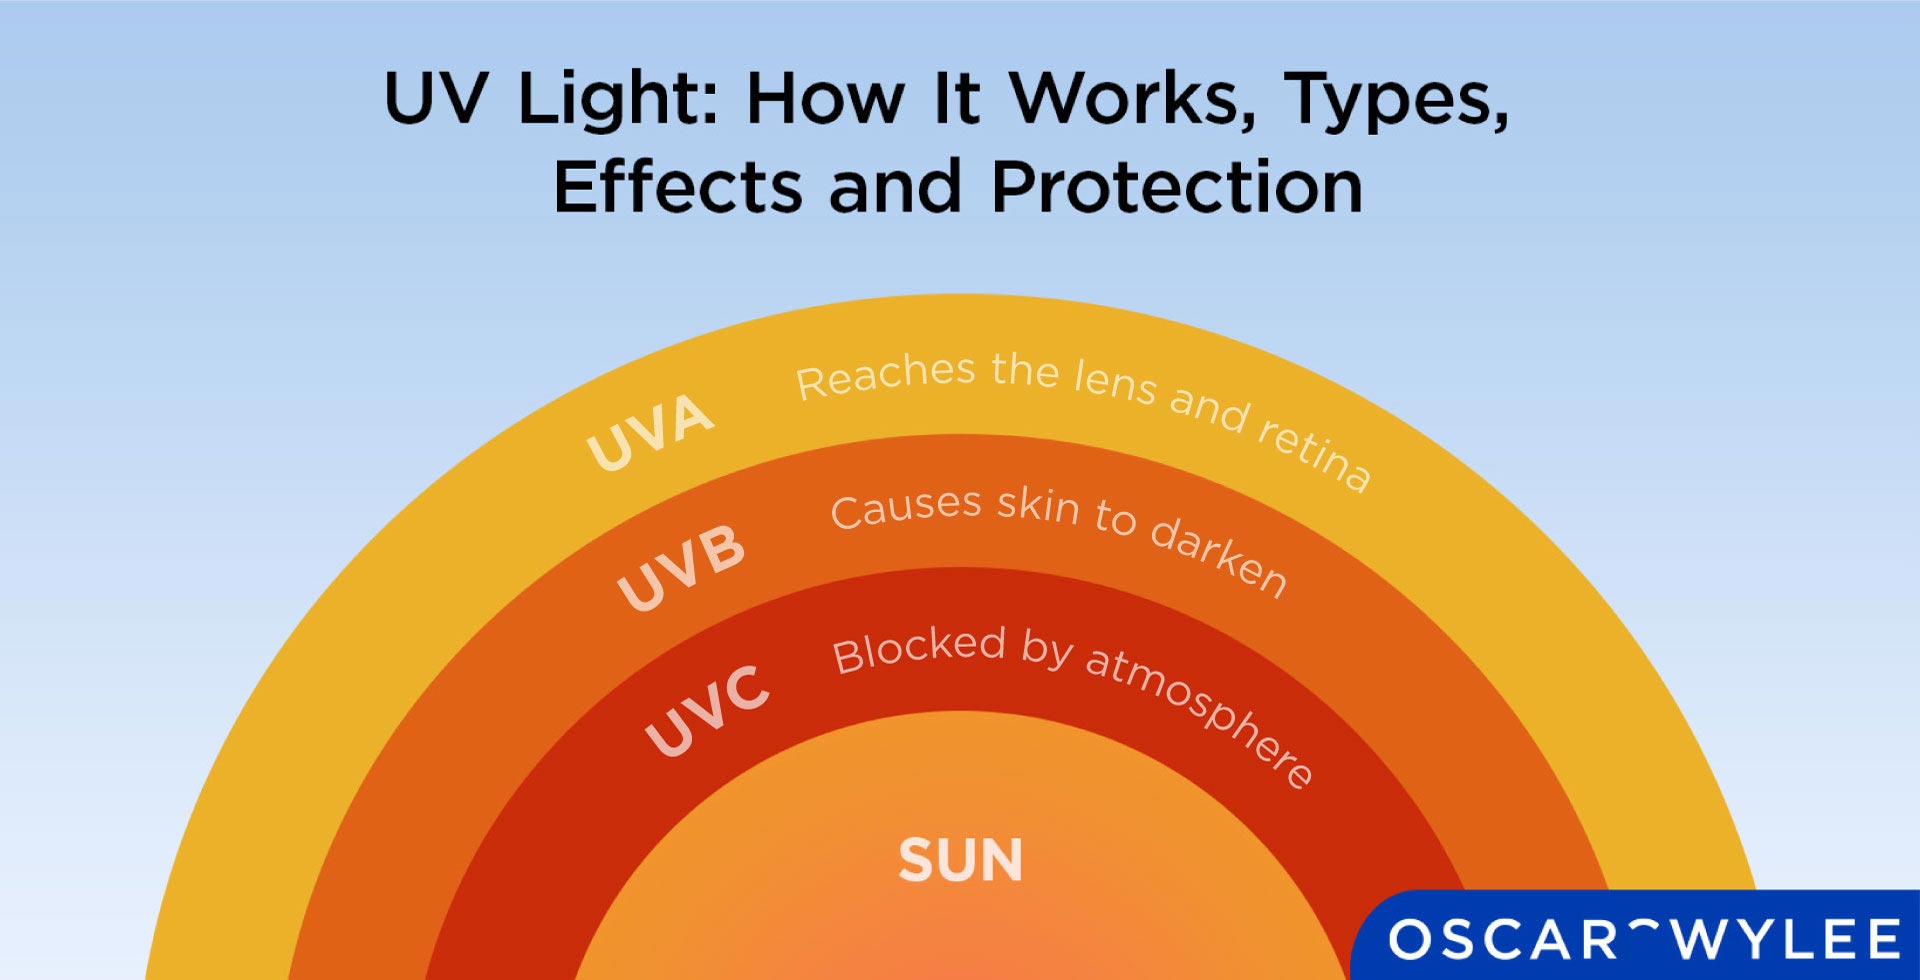 UV Light: How It Works, Types,
Effects and Protection
UVA Reaches the lens and retina
UVB Causes skin to darken
UVC Blocked by atmosphere
SUN
OSCAR WYLEE